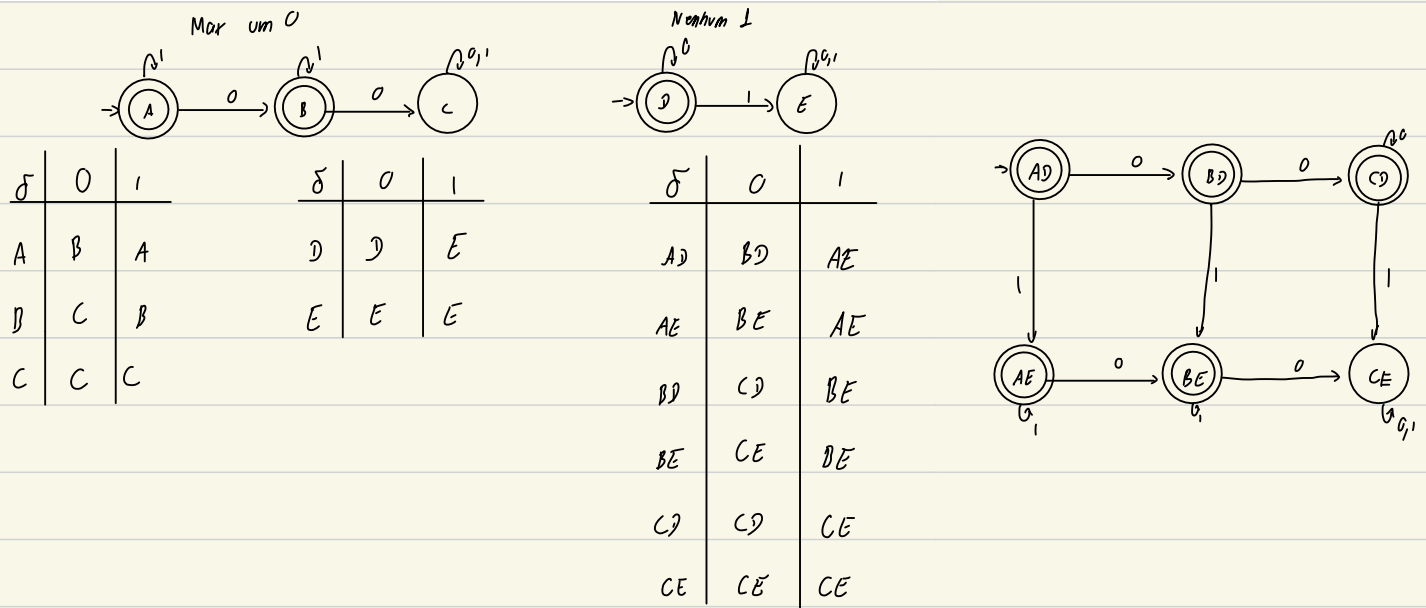 Max um 0
Nenhum 1
1 1 0,1
0 0,1
A 0 B 0 C
D 1 E
δ 0 1
A B A
B C B
C C C
δ 0 1
D D E
E E E
δ 0 1
AD BD AE
AE BE AE
BD CD BE
BE CE BE
CD CD CE
CE CE CE
0
AD 0 BD 0 CD
1 1 1
AE 0 BE 0 CE
1 1 0,1